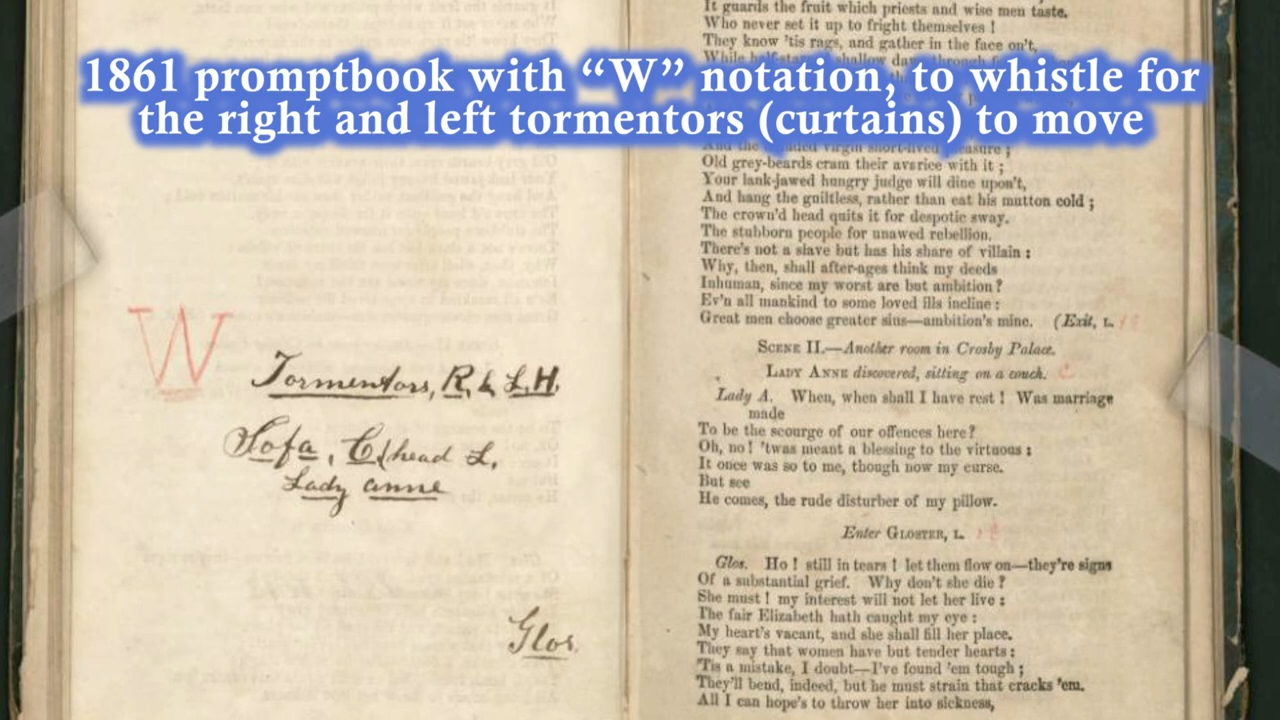 1861 promptbook with “W” notation, to whistle for
the right and left tormentors (curtains) to move
W
Tormentors, R. & L.H.
Sofa, C. head L.
Lady anne
Glos.
It guards the fruit which priests and wise men taste,
Who never set it up to fright themselves !
They know 'tis rags, and gather in the face on't,
Old grey-beards cram their avarice with it ;
Your lank-jawed hungry judge will dine upon't,
And hang the guiltless, rather than eat his mutton cold ;
The crown'd head quits it for despotic sway.
The stubborn people for unawed rebellion.
There's not a slave but has his share of villain :
Why, then, shall after-ages think my deeds
Inhuman, since my worst are but ambition ?
Ev'n all mankind to some loved ills incline :
Great men choose greater sins—ambition's mine. (Exit, L.
SCENE II.—Another room in Crosby Palace.
LADY ANNE discovered, sitting on a couch. C
Lady A. When, when shall I have rest ! Was marriage
made
To be the scourge of our offences here ?
Oh, no ! 'twas meant a blessing to the virtuous :
It once was so to me, though now my curse.
But see
He comes, the rude disturber of my pillow.
Enter GLOSTER, L.
Glos. Ho ! still in tears ! let them flow on—they're signs
Of a substantial grief. Why don't she die ?
She must ! my interest will not let her live :
The fair Elizabeth hath caught my eye :
My heart's vacant, and she shall fill her place.
They say that women have but tender hearts :
'Tis a mistake, I doubt—I've found 'em tough ;
They'll bend, indeed, but he must strain that cracks 'em.
All I can hope's to throw her into sickness,